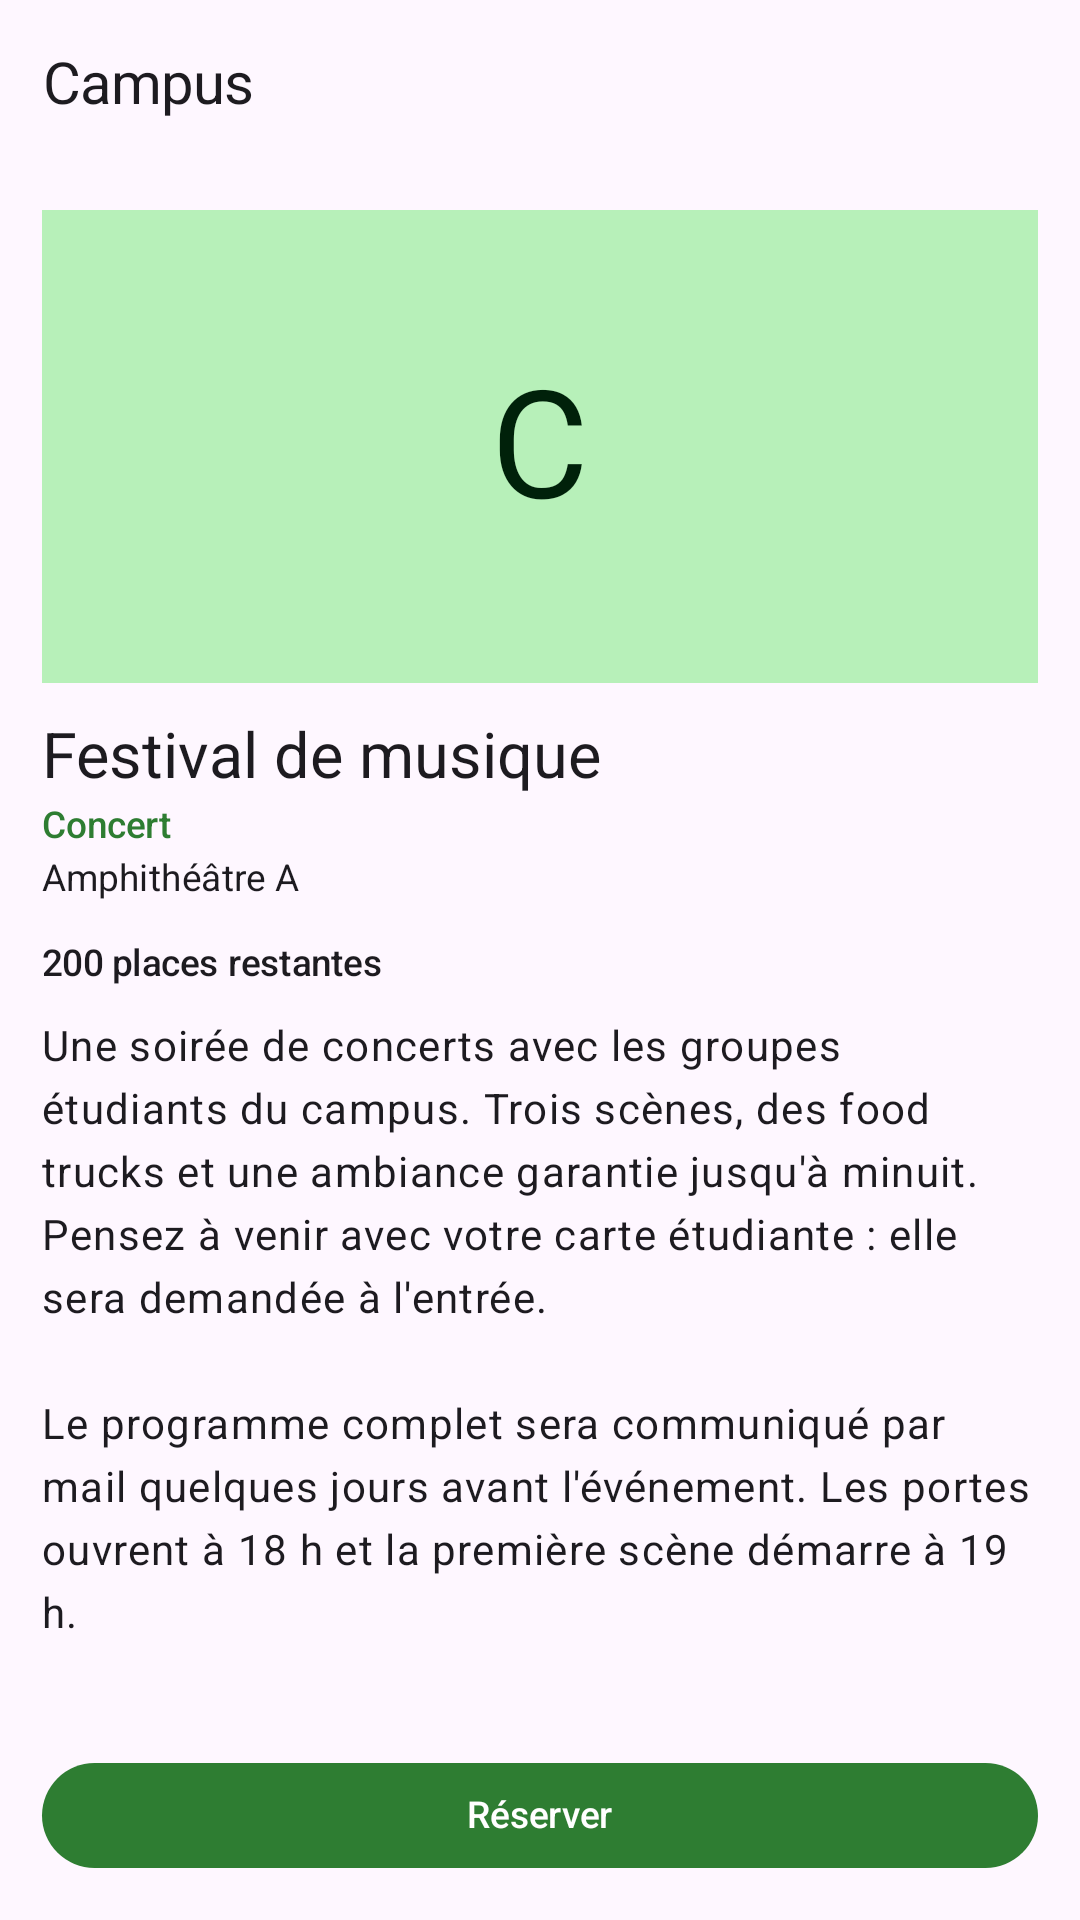 Campus
C
Festival de musique
Concert
Amphithéâtre A
200 places restantes
Une soirée de concerts avec les groupes
étudiants du campus. Trois scènes, des food
trucks et une ambiance garantie jusqu'à minuit.
Pensez à venir avec votre carte étudiante : elle
sera demandée à l'entrée.
Le programme complet sera communiqué par
mail quelques jours avant l'événement. Les portes
ouvrent à 18 h et la première scène démarre à 19
h.
Réserver